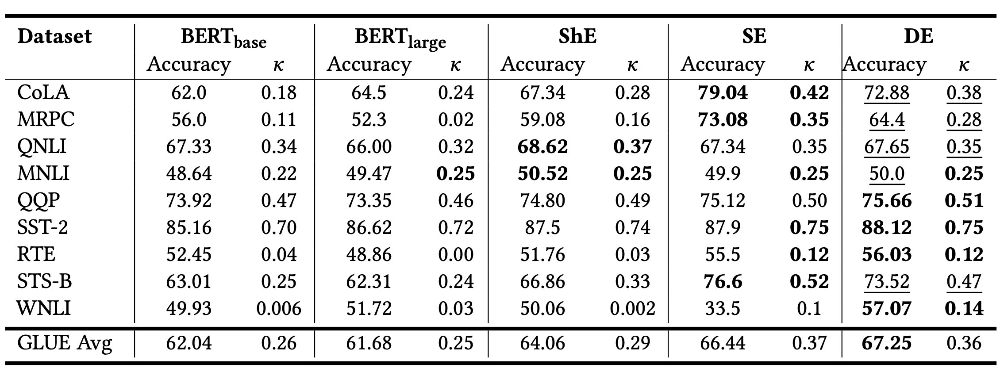 Dataset BERTbase BERTlarge ShE SE DE
Accuracy κ Accuracy κ Accuracy κ Accuracy κ Accuracy κ
CoLA 62.0 0.18 64.5 0.24 67.34 0.28 79.04 0.42 72.88 0.38
MRPC 56.0 0.11 52.3 0.02 59.08 0.16 73.08 0.35 64.4 0.28
QNLI 67.33 0.34 66.00 0.32 68.62 0.37 67.34 0.35 67.65 0.35
MNLI 48.64 0.22 49.47 0.25 50.52 0.25 49.9 0.25 50.0 0.25
QQP 73.92 0.47 73.35 0.46 74.80 0.49 75.12 0.50 75.66 0.51
SST-2 85.16 0.70 86.62 0.72 87.5 0.74 87.9 0.75 88.12 0.75
RTE 52.45 0.04 48.86 0.00 51.76 0.03 55.5 0.12 56.03 0.12
STS-B 63.01 0.25 62.31 0.24 66.86 0.33 76.6 0.52 73.52 0.47
WNLI 49.93 0.006 51.72 0.03 50.06 0.002 33.5 0.1 57.07 0.14
GLUE Avg 62.04 0.26 61.68 0.25 64.06 0.29 66.44 0.37 67.25 0.36